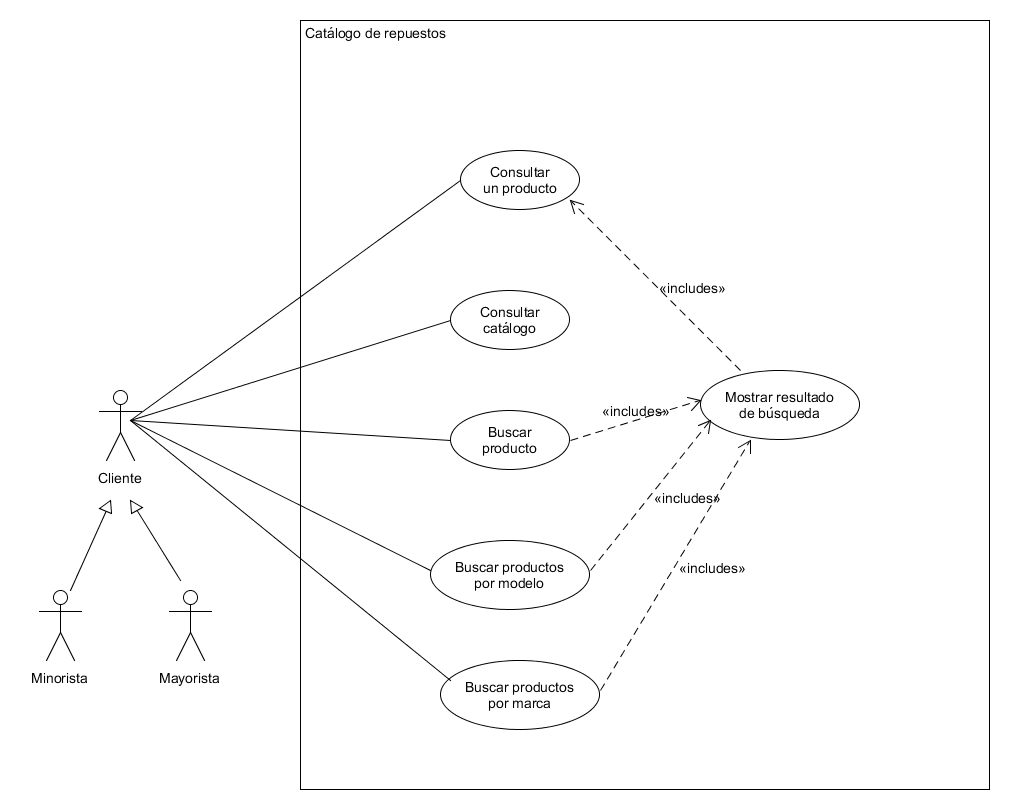 Catálogo de repuestos
Consultar
un producto
«includes»
Consultar
catálogo
Mostrar resultado
de búsqueda
«includes»
Buscar
producto
Cliente
«includes»
Buscar productos
por modelo
«includes»
Minorista
Mayorista
Buscar productos
por marca